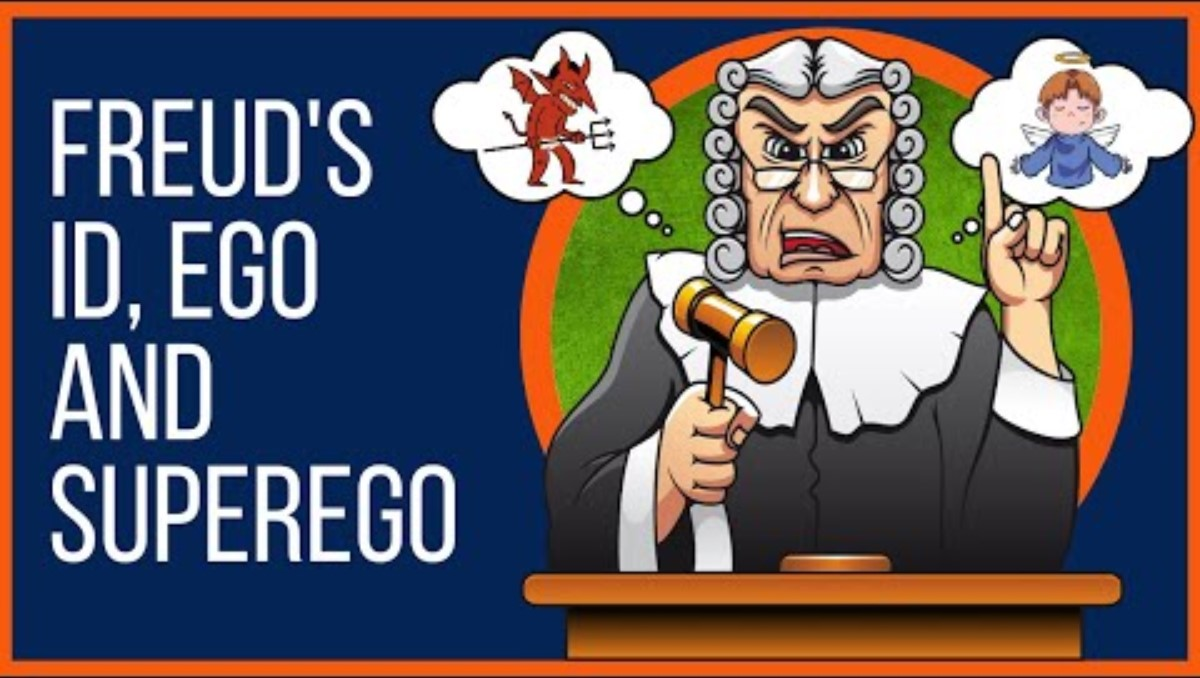 FREUD'S
ID, EGO
AND
SUPEREGO